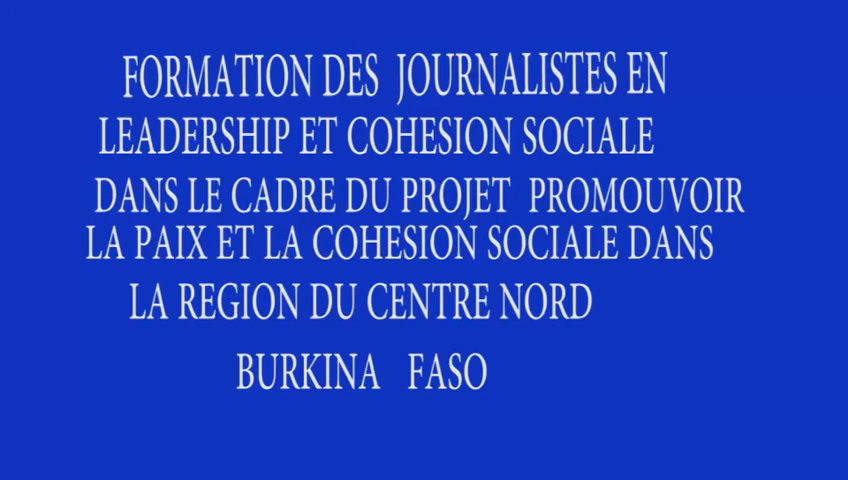 FORMATION DES JOURNALISTES EN
LEADERSHIP ET COHESION SOCIALE
DANS LE CADRE DU PROJET PROMOUVOIR
LA PAIX ET LA COHESION SOCIALE DANS
LA REGION DU CENTRE NORD
BURKINA FASO